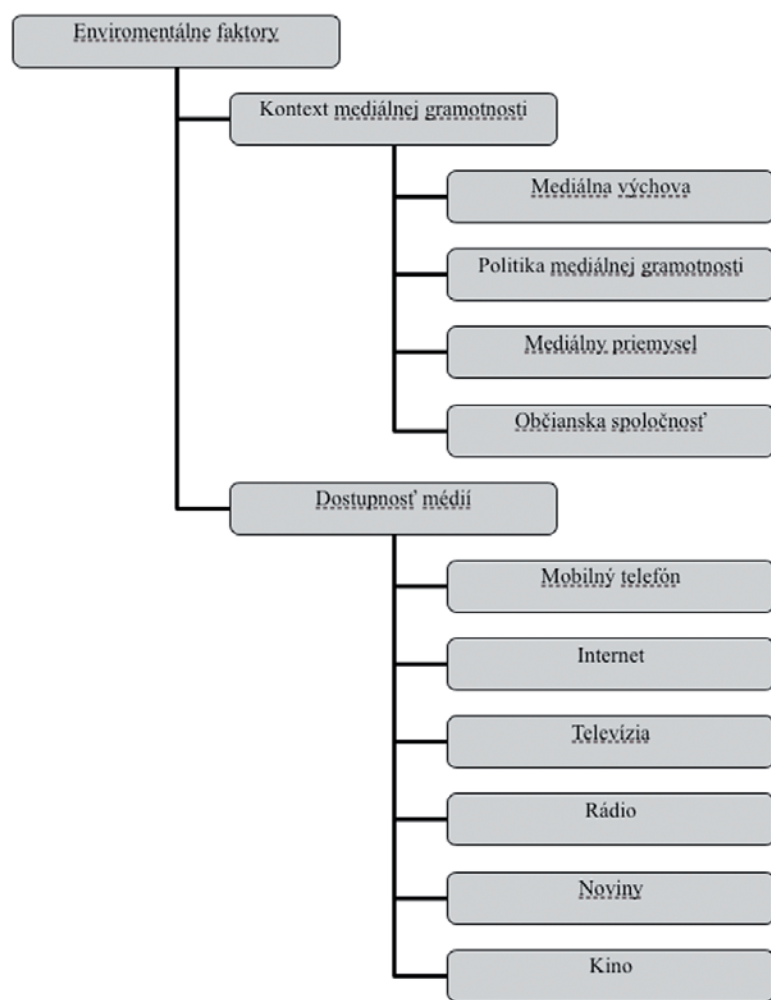 Enviromentálne faktory
Kontext mediálnej gramotnosti
Mediálna výchova
Politika mediálnej gramotnosti
Mediálny priemysel
Občianska spoločnosť
Dostupnosť médií
Mobilný telefón
Internet
Televízia
Rádio
Noviny
Kino